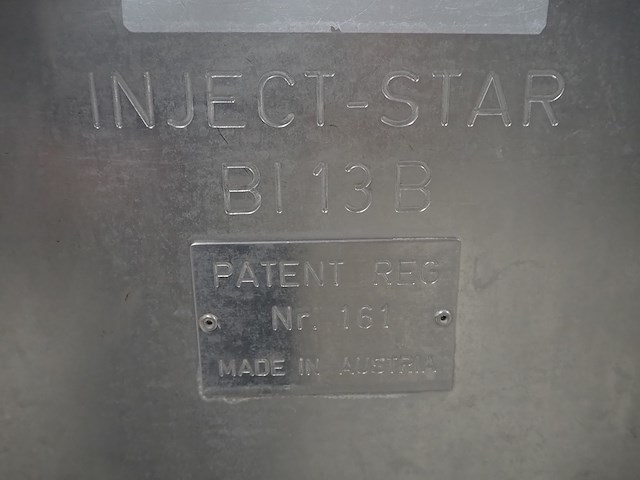 INJECT-STAR
BI 13 B
PATENT REG
Nr. 161
MADE IN AUSTRIA